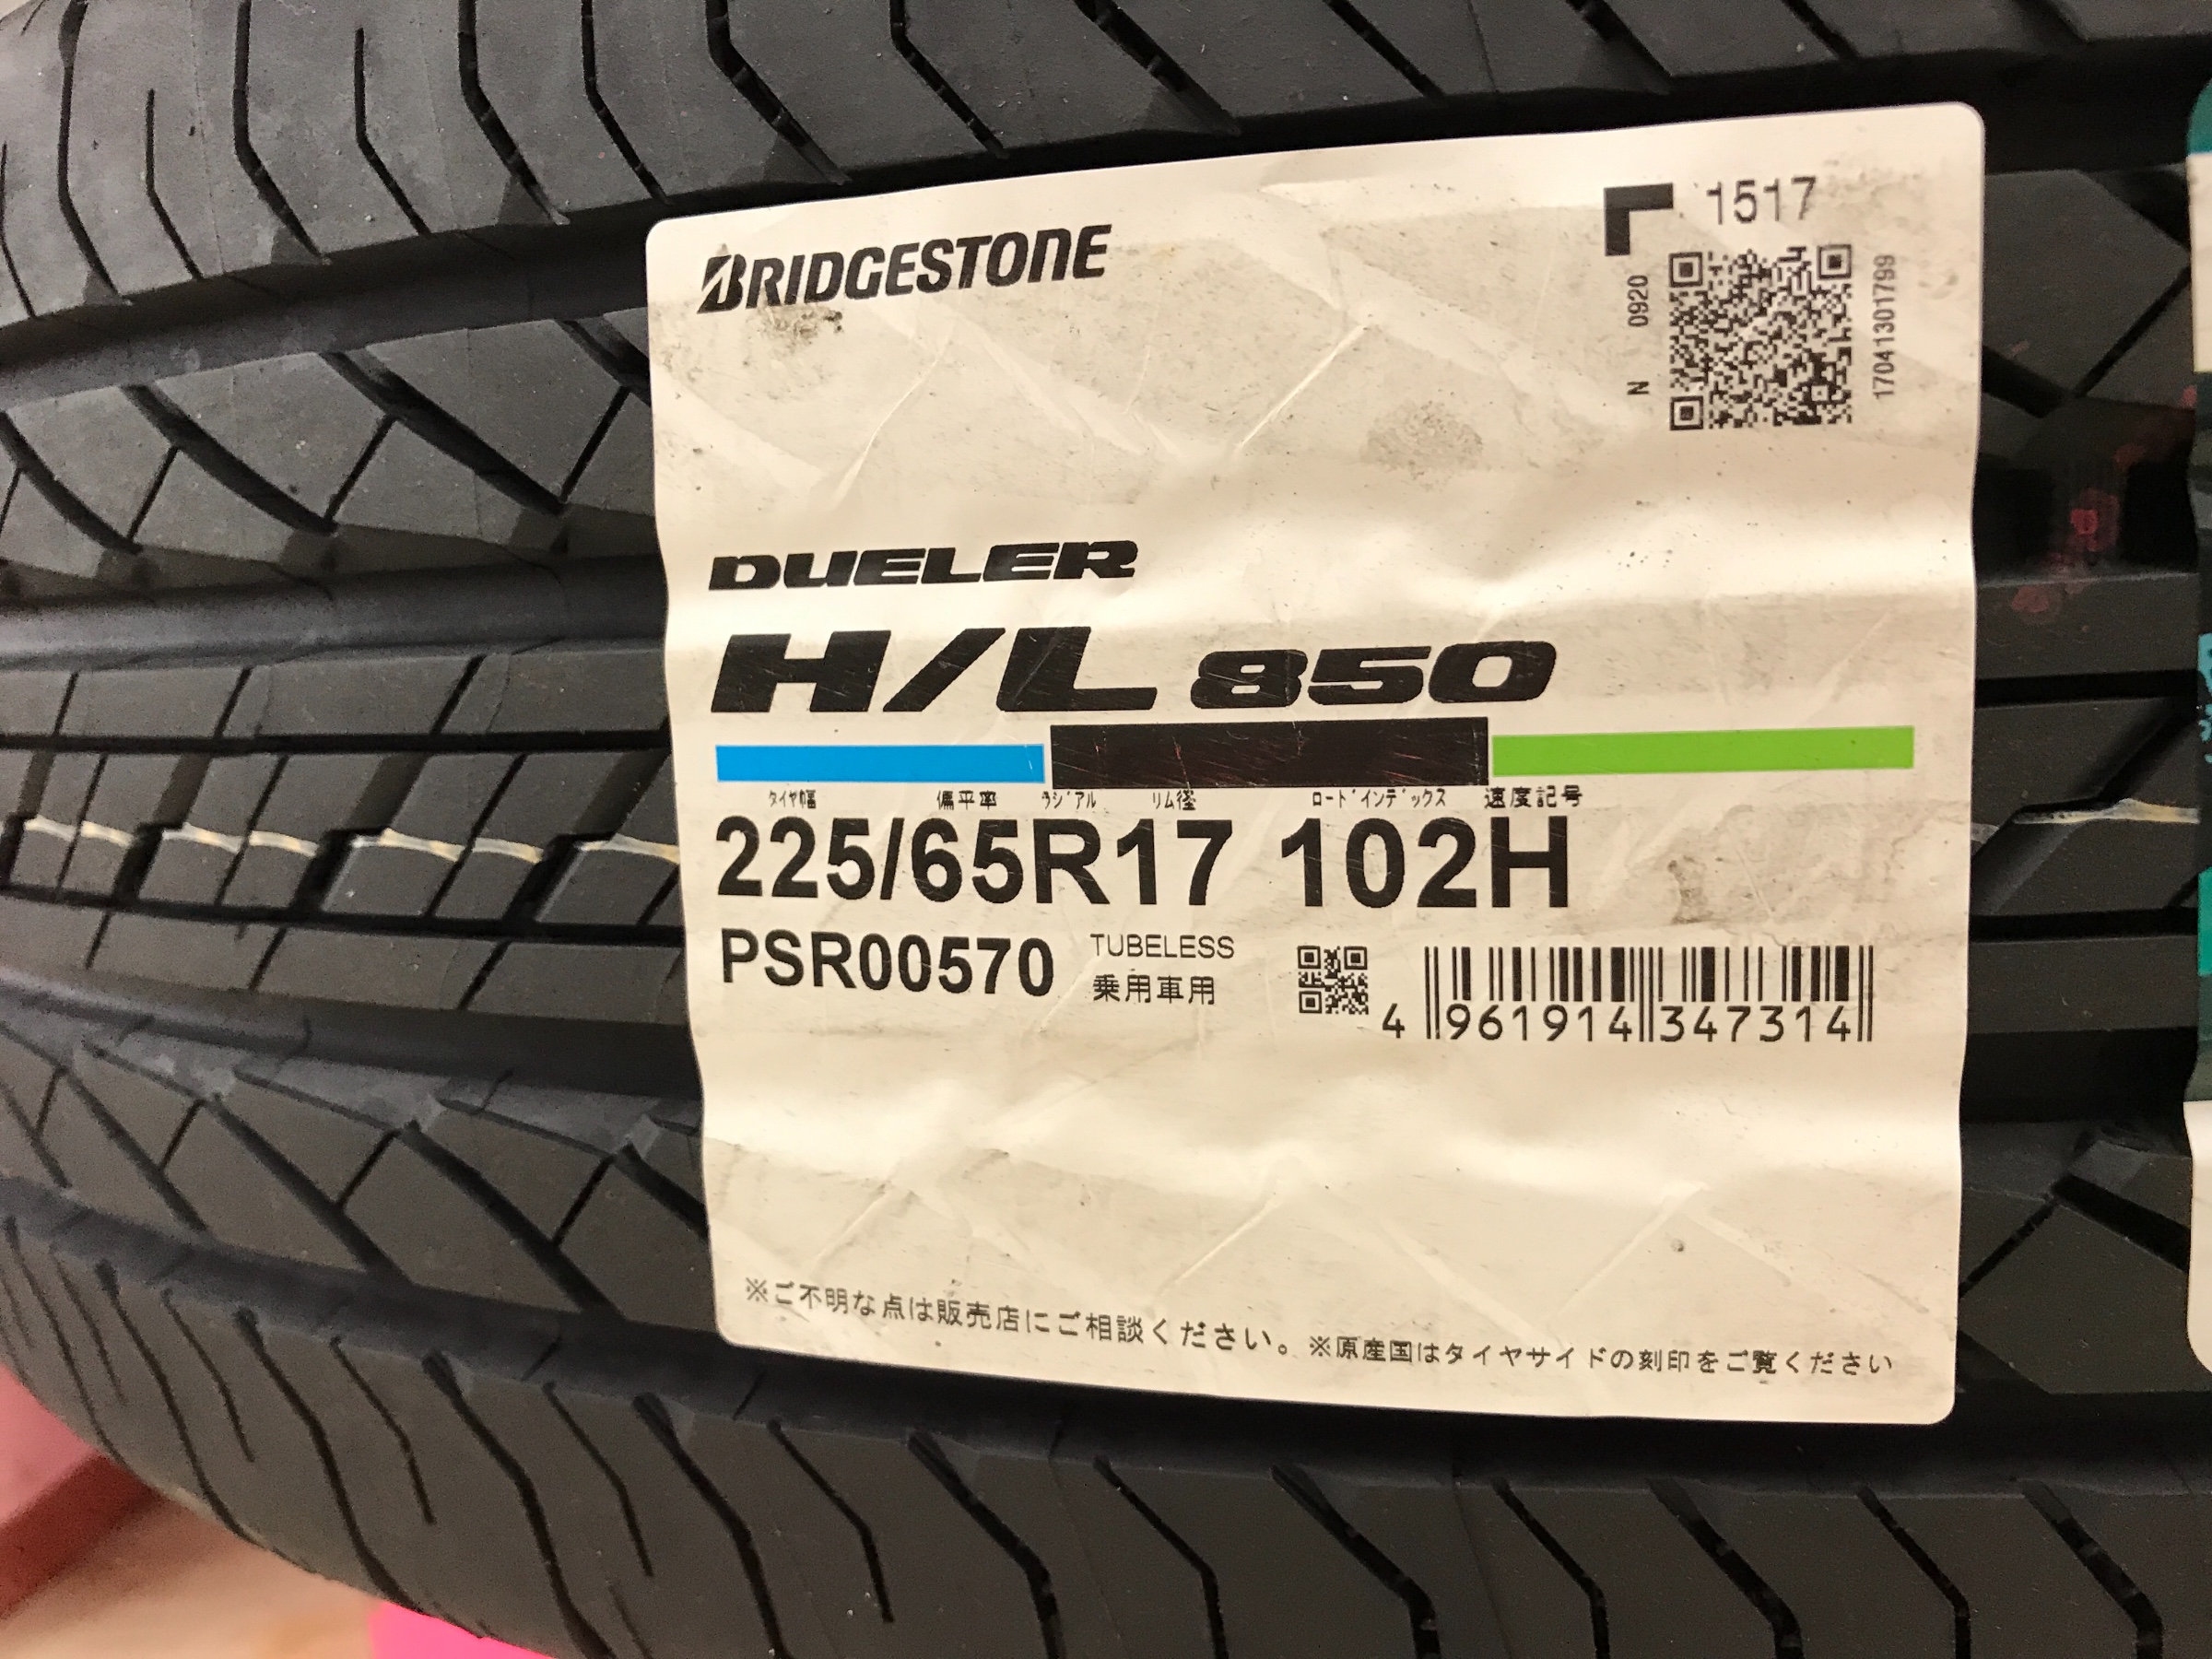 BRIDGESTONE
1517
N 0920
170413301799
DUELER
H/L 850
タイヤ幅 偏平率 ラジアル リム径 ロードインデックス 速度記号
225/65R17 102H
PSR00570
TUBELESS
乗用車用
4 961914 347314
※ご不明な点は販売店にご相談ください。※原産国はタイヤサイドの刻印をご覧ください